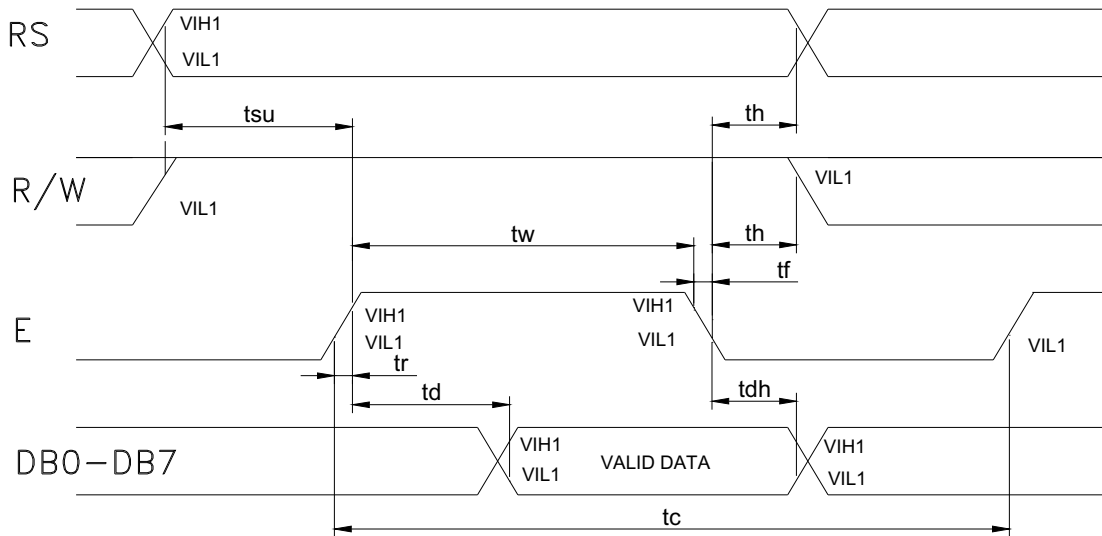 RS
VIH1
VIL1
tsu
th
R/W
VIL1
VIL1
tw
th
tf
E
VIH1
VIL1
VIH1
VIL1
VIL1
tr
td
tdh
DB0-DB7
VIH1
VIL1
VALID DATA
VIH1
VIL1
tc